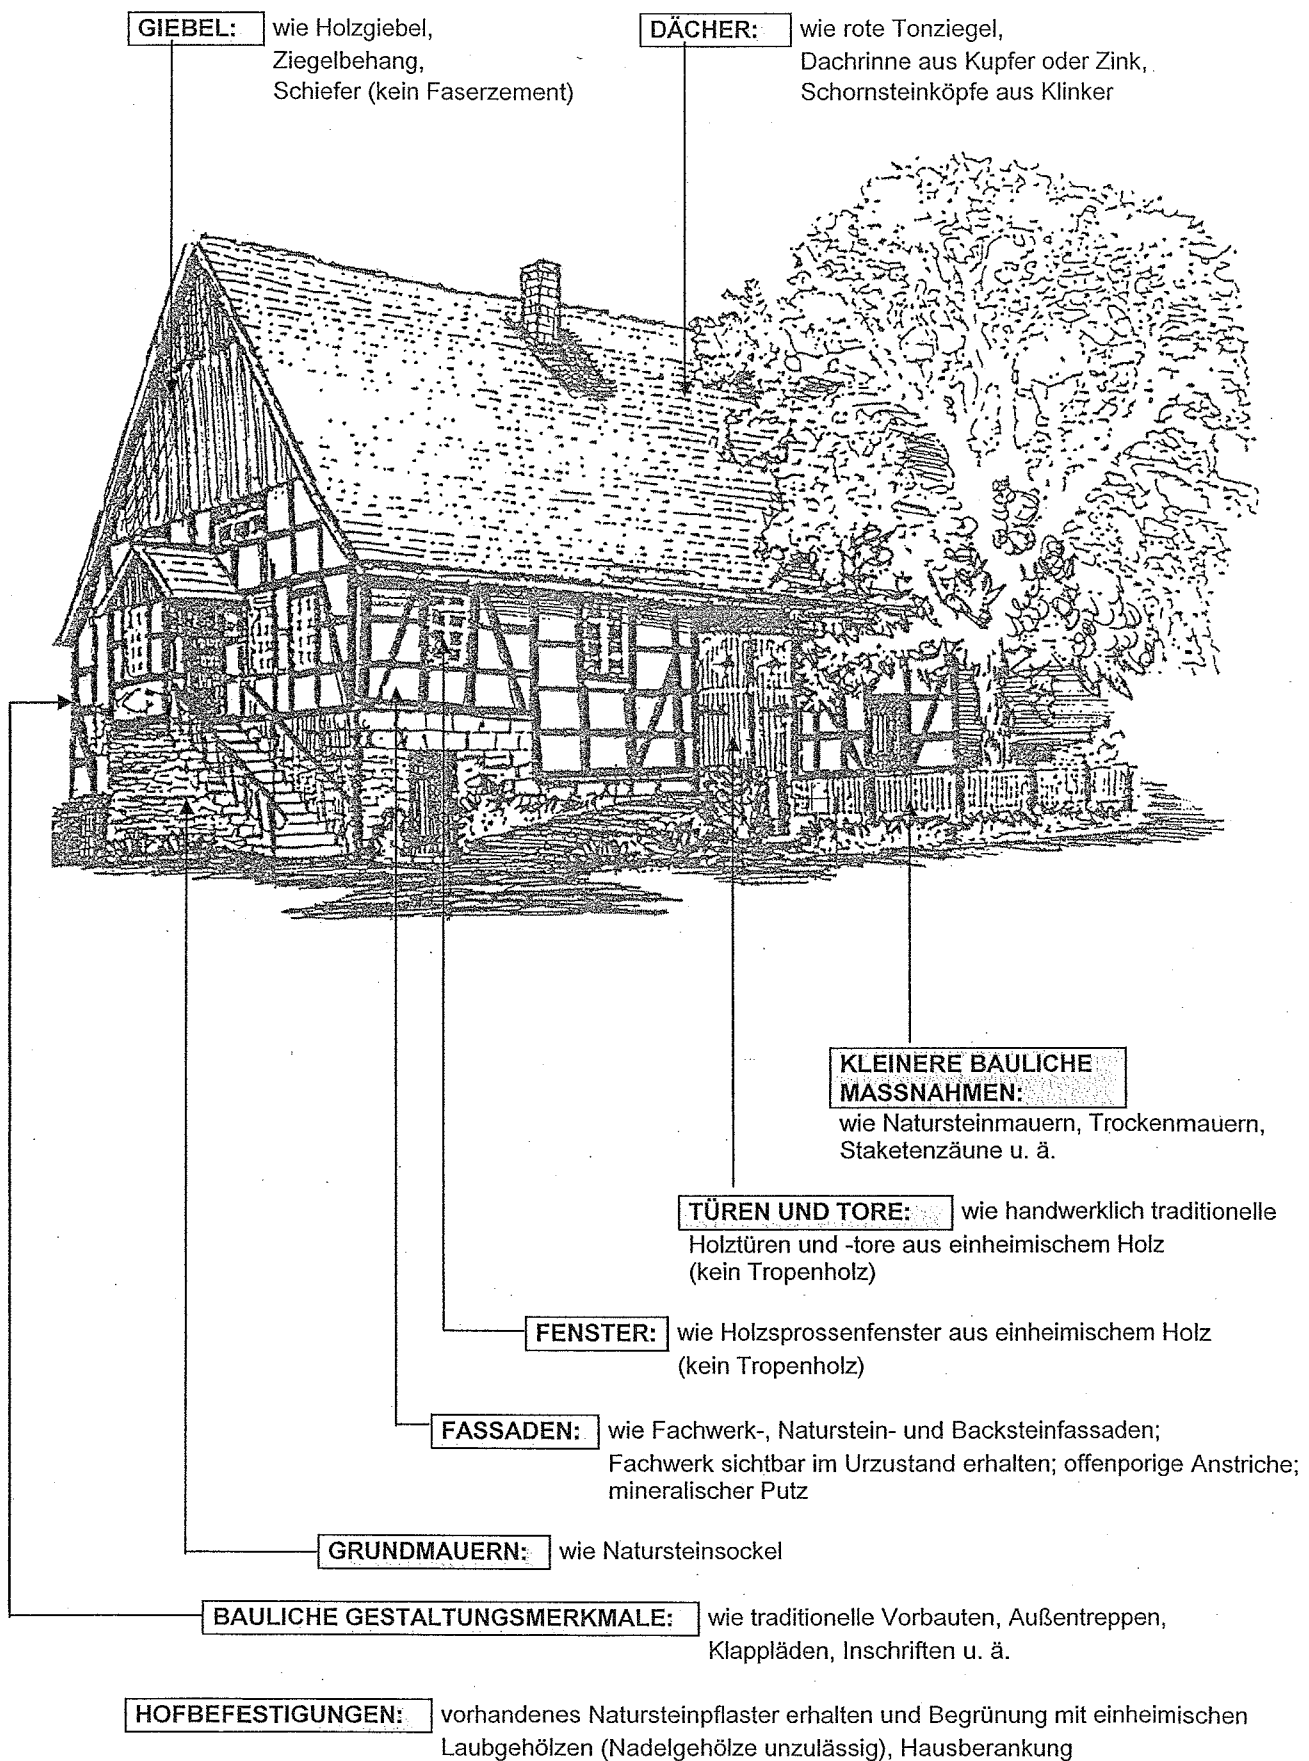 GIEBEL: wie Holzgiebel,
Ziegelbehang,
Schiefer (kein Faserzement)
DÄCHER: wie rote Tonziegel,
Dachrinne aus Kupfer oder Zink,
Schornsteinköpfe aus Klinker
KLEINERE BAULICHE
MASSNAHMEN:
wie Natursteinmauern, Trockenmauern,
Staketenzäune u. ä.
TÜREN UND TORE: wie handwerklich traditionelle
Holztüren und -tore aus einheimischem Holz
(kein Tropenholz)
FENSTER: wie Holzsprossenfenster aus einheimischem Holz
(kein Tropenholz)
FASSADEN: wie Fachwerk-, Naturstein- und Backsteinfassaden;
Fachwerk sichtbar im Urzustand erhalten; offenporige Anstriche;
mineralischer Putz
GRUNDMAUERN: wie Natursteinsockel
BAULICHE GESTALTUNGSMERKMALE: wie traditionelle Vorbauten, Außentreppen,
Klappläden, Inschriften u. ä.
HOFBEFESTIGUNGEN: vorhandenes Natursteinpflaster erhalten und Begrünung mit einheimischen
Laubgehölzen (Nadelgehölze unzulässig), Hausberankung